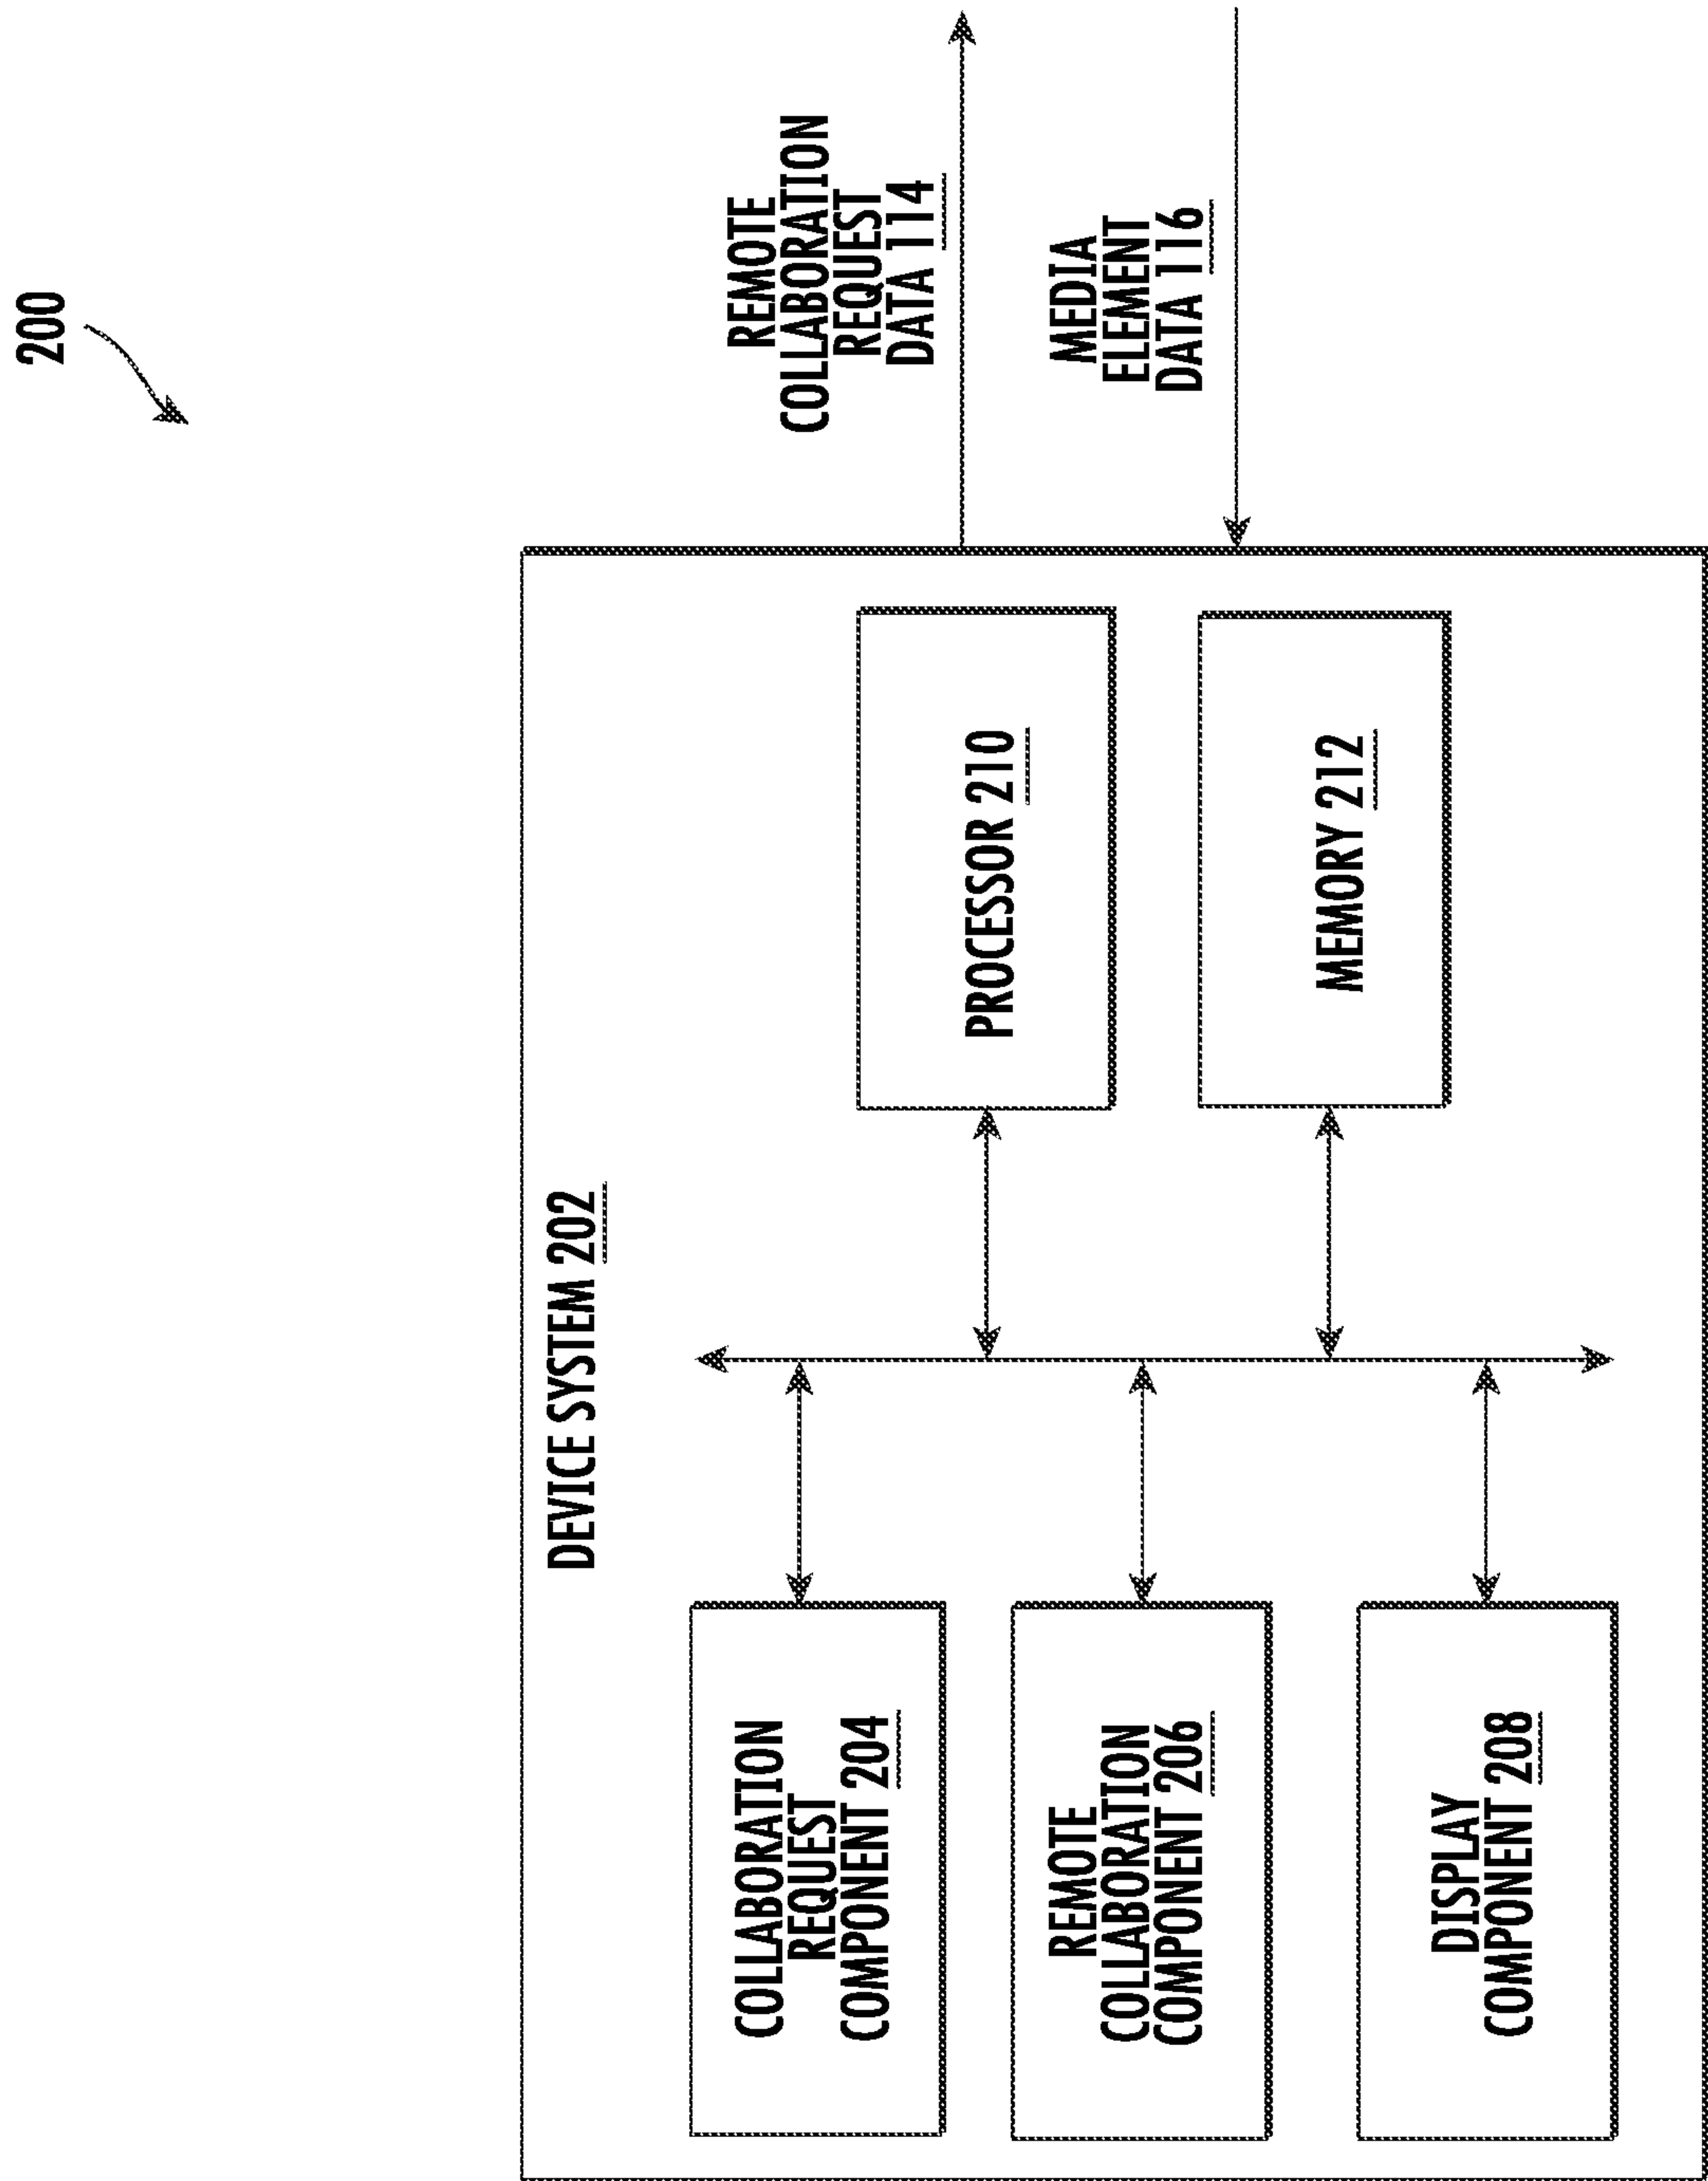 200
REMOTE
COLLABORATION
REQUEST
DATA 114
MEDIA
ELEMENT
DATA 116
DEVICE SYSTEM 202
COLLABORATION
REQUEST
COMPONENT 204
REMOTE
COLLABORATION
COMPONENT 206
DISPLAY
COMPONENT 208
PROCESSOR 210
MEMORY 212